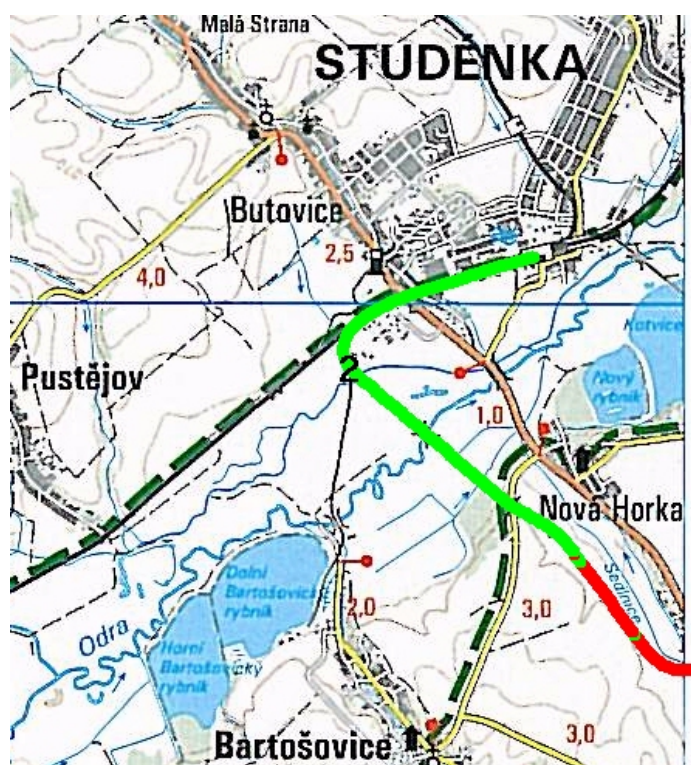 Malá Strana
STUDÉNKA
Butovice
2,5
4,0
Kotvice
Pustějov
2
Nový
rybník
1,0
Nová Horka
Sedlnice
Dolní
Bartošovický
rybník
2,0
3,0
Odra
Horní
Bartošovický
rybník
Bartošovice
3,0